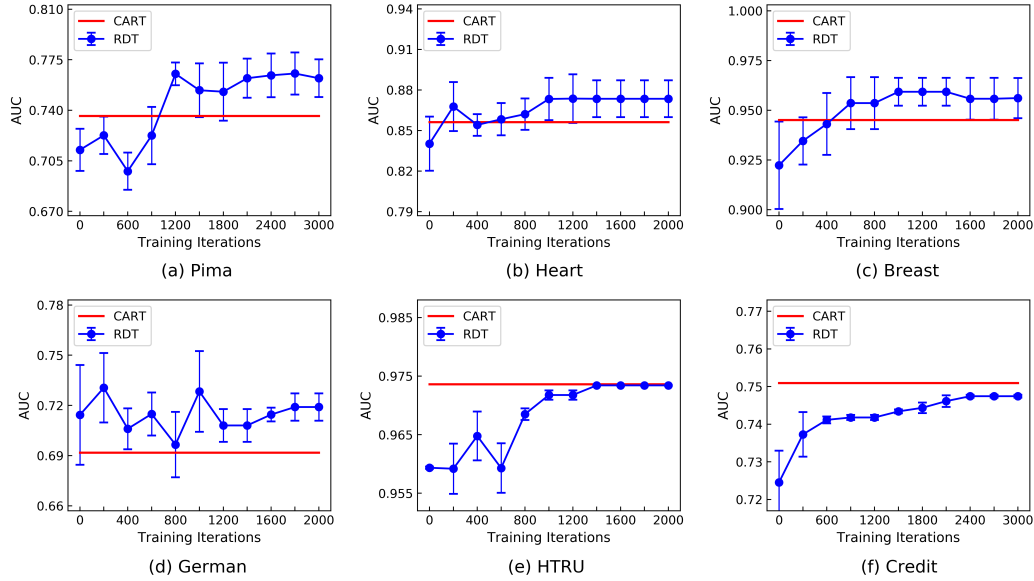 0.810
0.775
0.740
0.705
0.670
AUC
CART
RDT
0 600 1200 1800 2400 3000
Training Iterations
(a) Pima
0.94
0.91
0.88
0.85
0.82
0.79
AUC
CART
RDT
0 400 800 1200 1600 2000
Training Iterations
(b) Heart
1.000
0.975
0.950
0.925
0.900
AUC
CART
RDT
0 400 800 1200 1600 2000
Training Iterations
(c) Breast
0.78
0.75
0.72
0.69
0.66
AUC
CART
RDT
0 400 800 1200 1600 2000
Training Iterations
(d) German
0.985
0.975
0.965
0.955
AUC
CART
RDT
0 400 800 1200 1600 2000
Training Iterations
(e) HTRU
0.77
0.75
0.74
0.73
0.72
AUC
CART
RDT
0 600 1200 1800 2400 3000
Training Iterations
(f) Credit